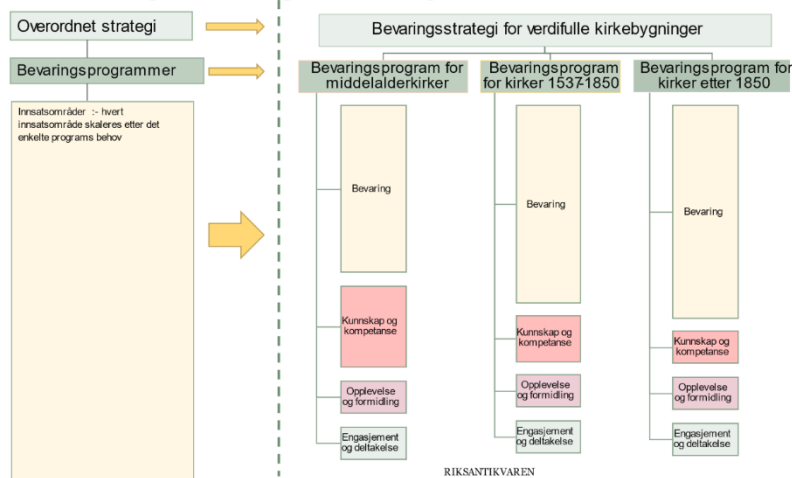 Overordnet strategi
Bevaringsprogrammer
Innsatsområder :- hvert
innsatsområde skaleres etter det
enkelte programs behov
Bevaringsstrategi for verdifulle kirkebygninger
Bevaringsprogram for
middelalderkirker
Bevaring
Kunnskap og
kompetanse
Opplevelse
og formidling
Engasjement
og deltakelse
Bevaringsprogram
for kirker 1537-1850
Bevaring
Kunnskap og
kompetanse
Opplevelse
og formidling
Engasjement
og deltakelse
Bevaringsprogram for
kirker etter 1850
Bevaring
Kunnskap og
kompetanse
Opplevelse
og formidling
Engasjement
og deltakelse
RIKSANTIKVAREN